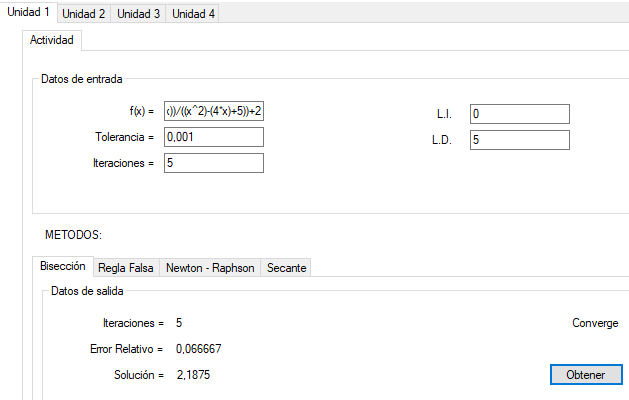 Unidad 1 Unidad 2 Unidad 3 Unidad 4
Actividad
Datos de entrada
f(x) = ))/((x^2)-(4*x)+5))+2
L.I. 0
Tolerancia = 0,001
L.D. 5
Iteraciones = 5
METODOS:
Bisección Regla Falsa Newton - Raphson Secante
Datos de salida
Iteraciones = 5
Converge
Error Relativo = 0,066667
Solución = 2,1875
Obtener